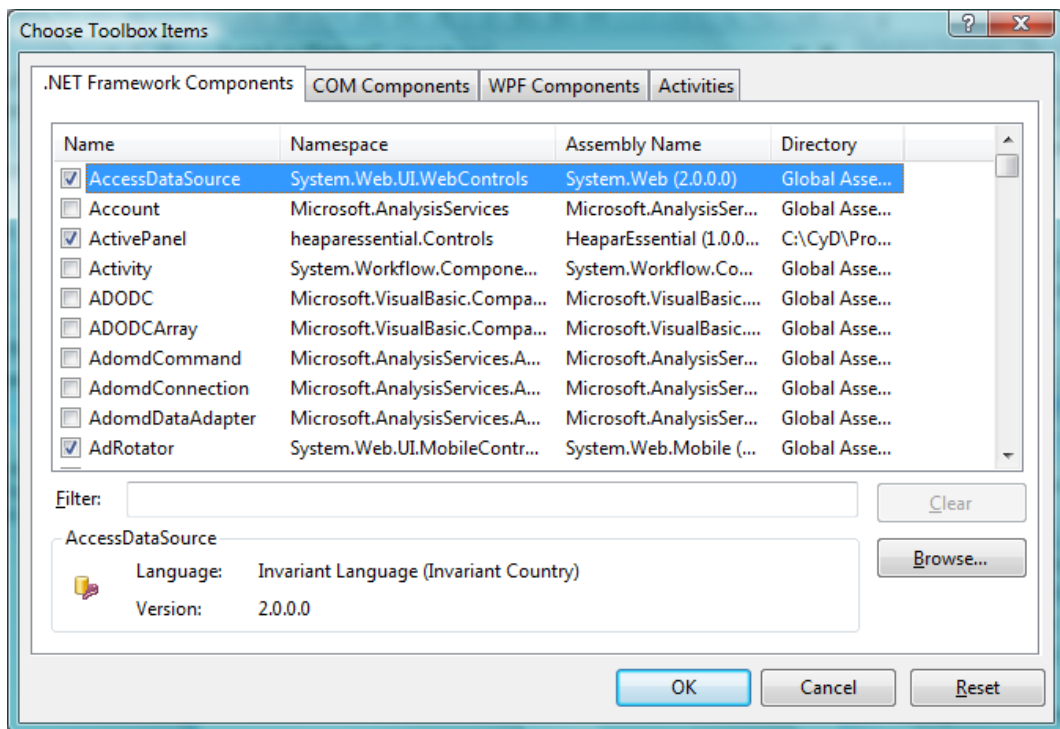 Choose Toolbox Items
.NET Framework Components COM Components WPF Components Activities
Name Namespace Assembly Name Directory
AccessDataSource System.Web.UI.WebControls System.Web (2.0.0.0) Global Asse...
Account Microsoft.AnalysisServices Microsoft.AnalysisSer... Global Asse...
ActivePanel heaparessential.Controls HeaparEssential (1.0.0... C:\CyD\Pro...
Activity System.Workflow.Compone... System.Workflow.Co... Global Asse...
ADODC Microsoft.VisualBasic.Compa... Microsoft.VisualBasic.... Global Asse...
ADODCArray Microsoft.VisualBasic.Compa... Microsoft.VisualBasic.... Global Asse...
AdomdCommand Microsoft.AnalysisServices.A... Microsoft.AnalysisSer... Global Asse...
AdomdConnection Microsoft.AnalysisServices.A... Microsoft.AnalysisSer... Global Asse...
AdomdDataAdapter Microsoft.AnalysisServices.A... Microsoft.AnalysisSer... Global Asse...
AdRotator System.Web.UI.MobileContr... System.Web.Mobile (... Global Asse...
Filter: Clear
AccessDataSource
Browse...
Language: Invariant Language (Invariant Country)
Version: 2.0.0.0
OK Cancel Reset